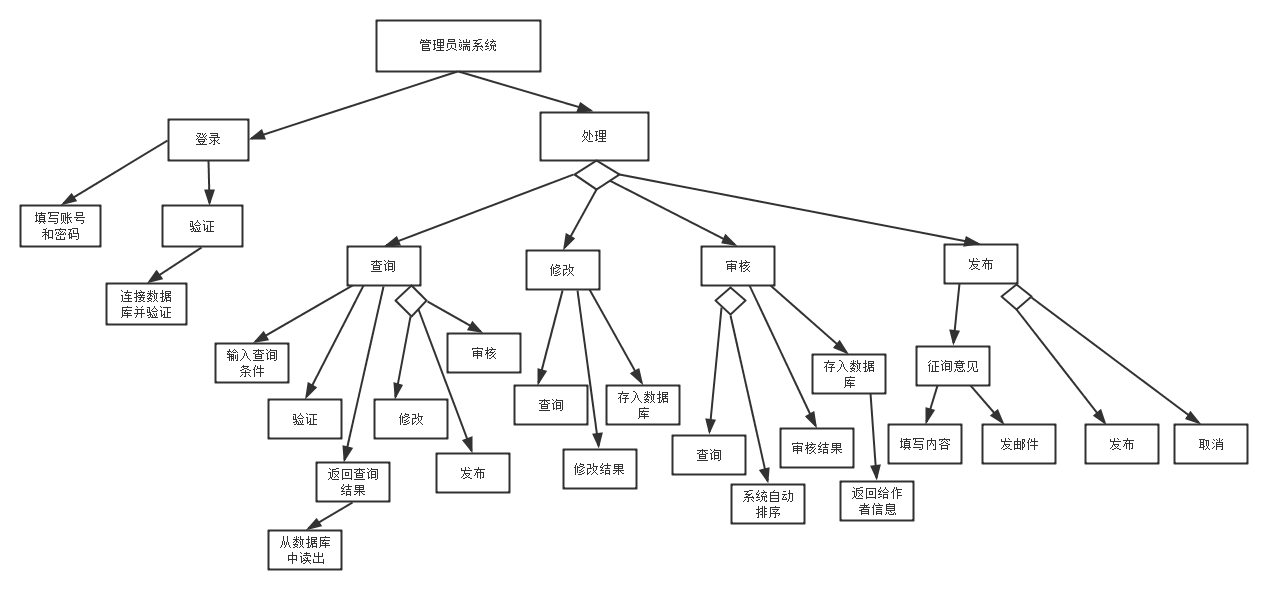 管理员端系统
登录
处理
填写账号
和密码
验证
查询
修改
审核
发布
连接数据
库并验证
输入查询
条件
审核
征询意见
存入数据
库
验证
修改
查询
存入数据
库
返回查询
结果
发布
修改结果
查询
审核结果
填写内容
发邮件
发布
取消
系统自动
排序
返回给作
者信息
从数据库
中读出